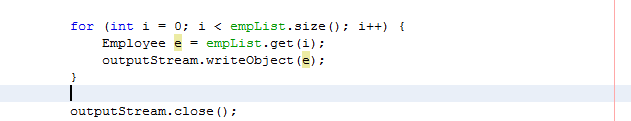 for (int i = 0; i < empList.size(); i++) {
    Employee e = empList.get(i);
    outputStream.writeObject(e);
}
outputStream.close();